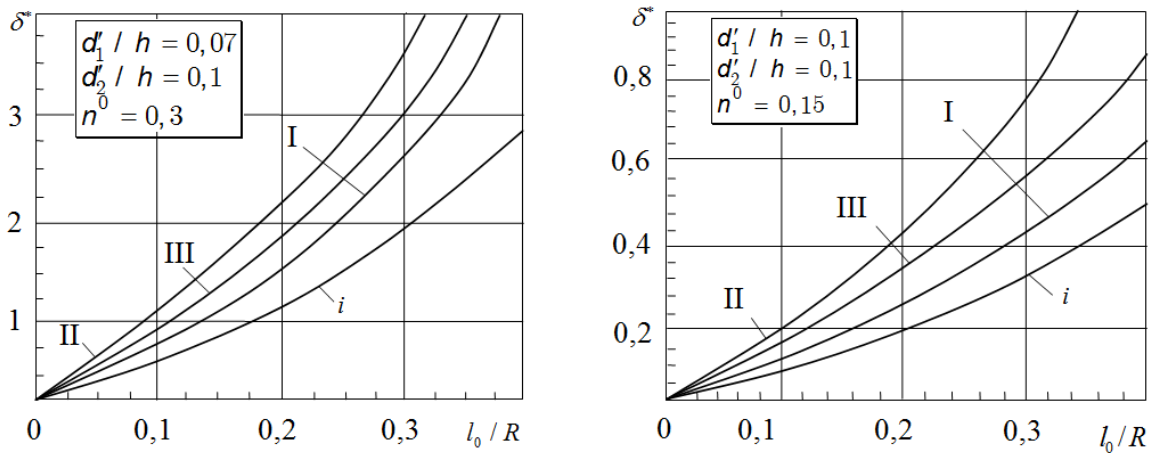 δ*
d′₁ / h = 0,07
d′₂ / h = 0,1
n⁰ = 0,3
3
2
1
I
III
II
i
0 0,1 0,2 0,3 l₀ / R
δ*
d′₁ / h = 0,1
d′₂ / h = 0,1
n⁰ = 0,15
0,8
0,6
0,4
0,2
I
III
II
i
0 0,1 0,2 0,3 l₀ / R